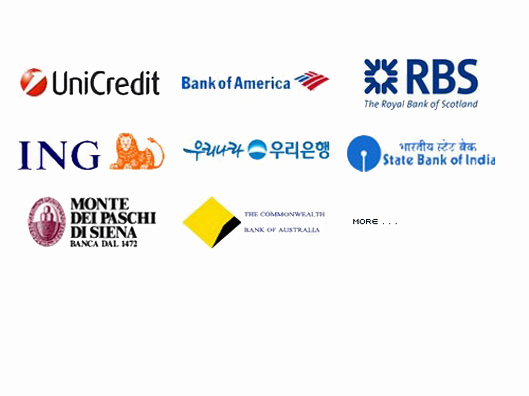 UniCredit
Bank of America
RBS
The Royal Bank of Scotland
ING
우리나라 우리은행
भारतीय स्टेट बैंक
State Bank of India
MONTE
DEI PASCHI
DI SIENA
BANCA DAL 1472
THE COMMONWEALTH
BANK OF AUSTRALIA
MORE ...